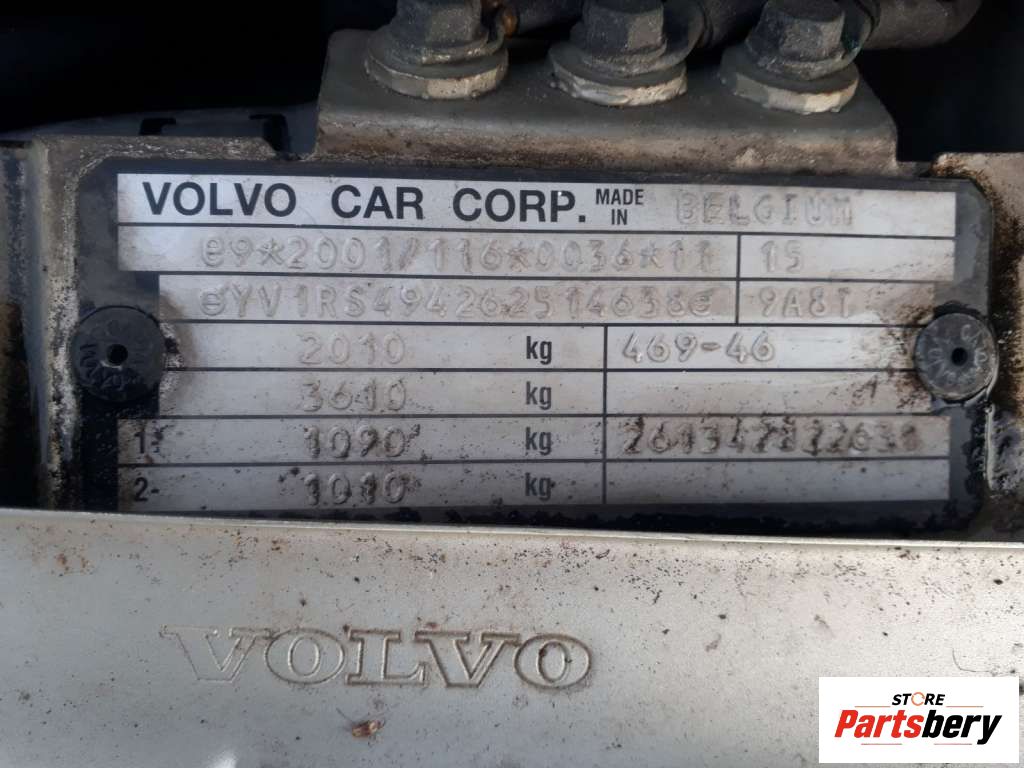 VOLVO CAR CORP. MADE IN BELGIUM
e9*2001/116*0036*11 15
eYV1RS494262514638e 9A8T
2010 kg 469-46
3610 kg
1- 1090 kg
2- 1010 kg
VOLVO
STORE
Partsbery